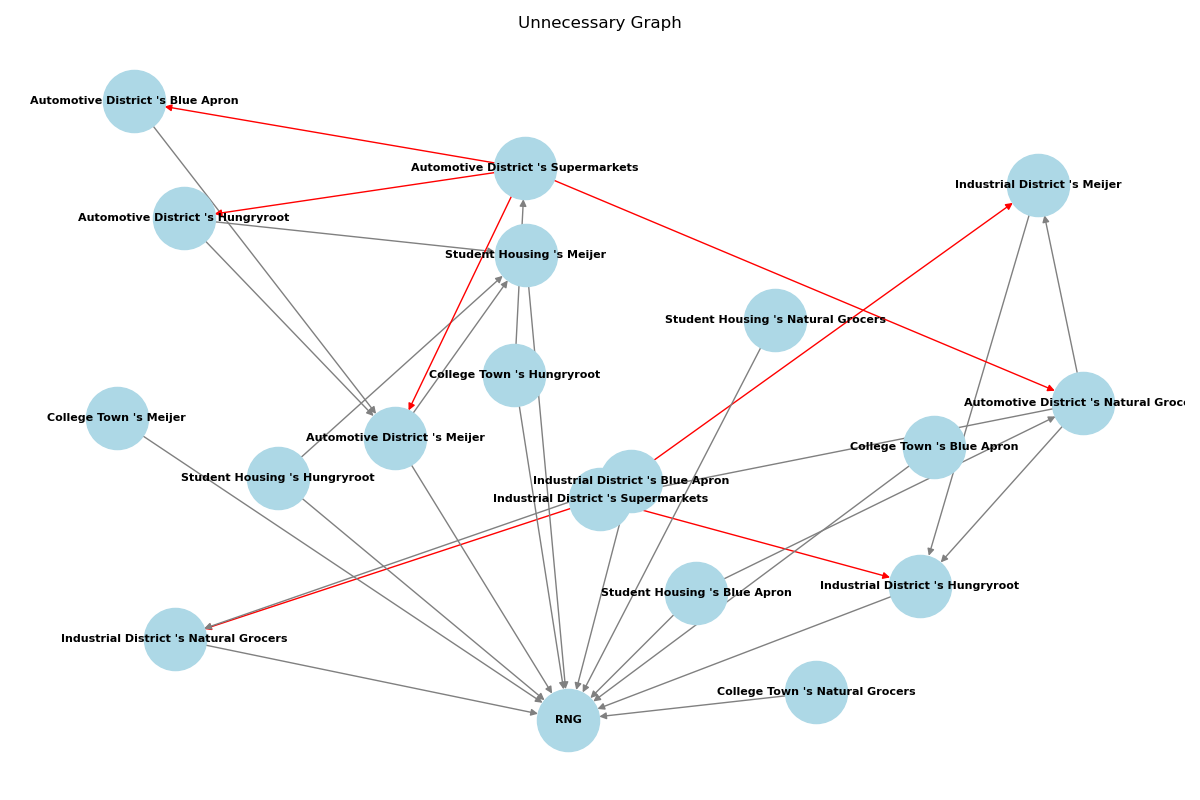 Unnecessary Graph
Automotive District 's Blue Apron
Automotive District 's Supermarkets
Industrial District 's Meijer
Automotive District 's Hungryroot
Student Housing 's Meijer
Student Housing 's Natural Grocers
College Town 's Hungryroot
Automotive District 's Natural Groce
College Town 's Meijer
Automotive District 's Meijer
College Town 's Blue Apron
Student Housing 's Hungryroot
Industrial District 's Blue Apron
Industrial District 's Supermarkets
Student Housing 's Blue Apron
Industrial District 's Hungryroot
Industrial District 's Natural Grocers
College Town 's Natural Grocers
RNG